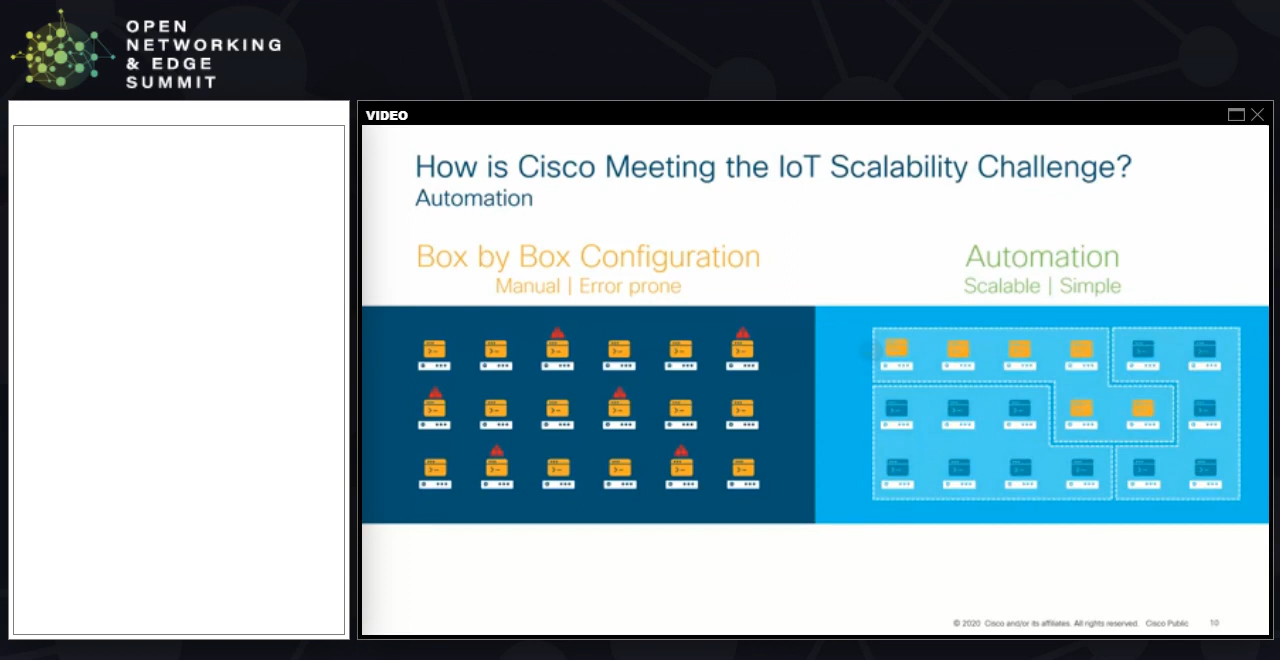 OPEN
NETWORKING
& EDGE
SUMMIT
VIDEO
How is Cisco Meeting the IoT Scalability Challenge?
Automation
Box by Box Configuration
Manual | Error prone
Automation
Scalable | Simple
© 2020 Cisco and/or its affiliates. All rights reserved. Cisco Public 10